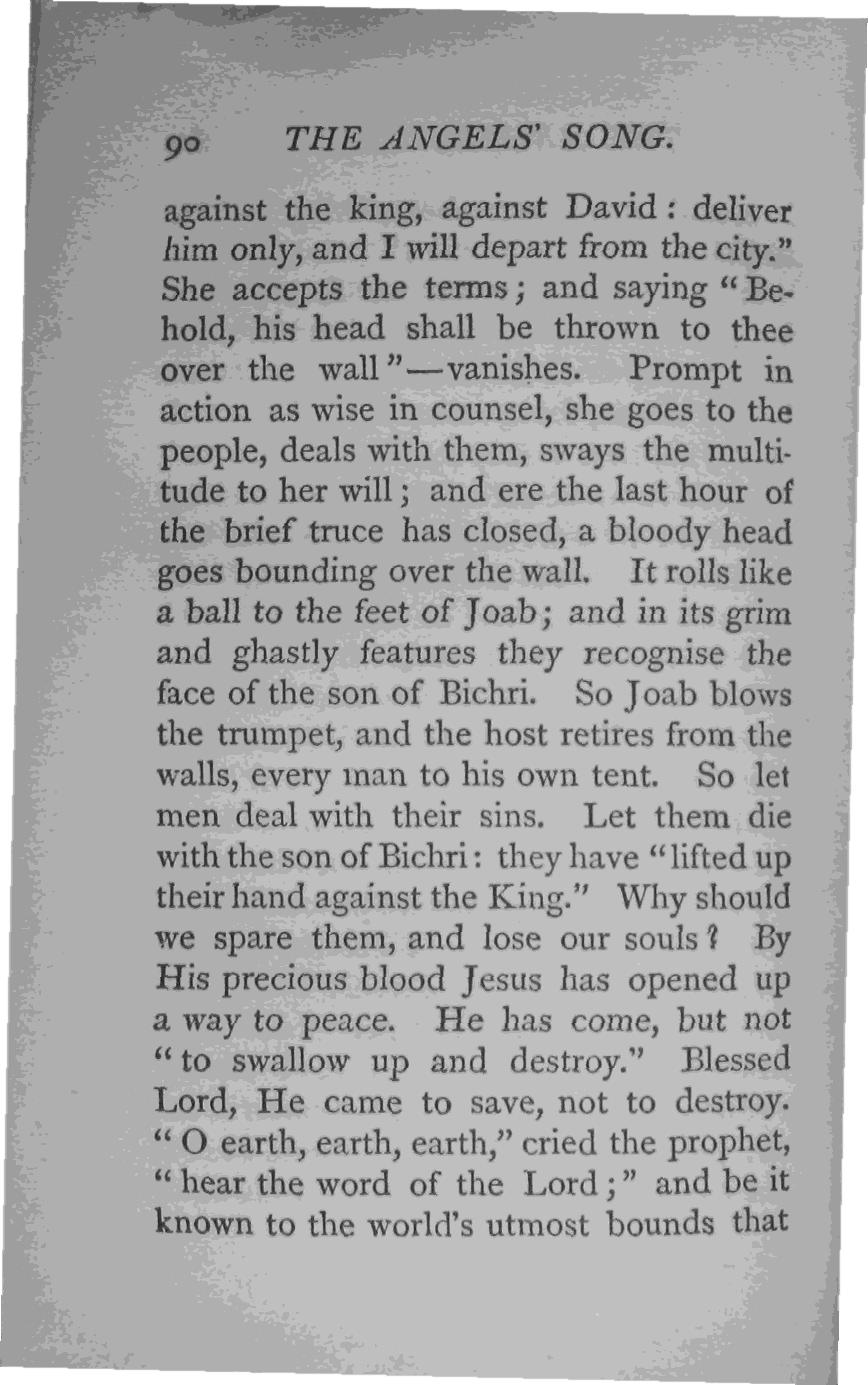 90 THE ANGELS' SONG.
against the king, against David : deliver
him only, and I will depart from the city."
She accepts the terms ; and saying " Be-
hold, his head shall be thrown to thee
over the wall "—vanishes. Prompt in
action as wise in counsel, she goes to the
people, deals with them, sways the multi-
tude to her will ; and ere the last hour of
the brief truce has closed, a bloody head
goes bounding over the wall. It rolls like
a ball to the feet of Joab; and in its grim
and ghastly features they recognise the
face of the son of Bichri. So Joab blows
the trumpet, and the host retires from the
walls, every man to his own tent. So let
men deal with their sins. Let them die
with the son of Bichri: they have "lifted up
their hand against the King." Why should
we spare them, and lose our souls ? By
His precious blood Jesus has opened up
a way to peace. He has come, but not
" to swallow up and destroy." Blessed
Lord, He came to save, not to destroy.
" O earth, earth, earth," cried the prophet,
" hear the word of the Lord ;" and be it
known to the world's utmost bounds that